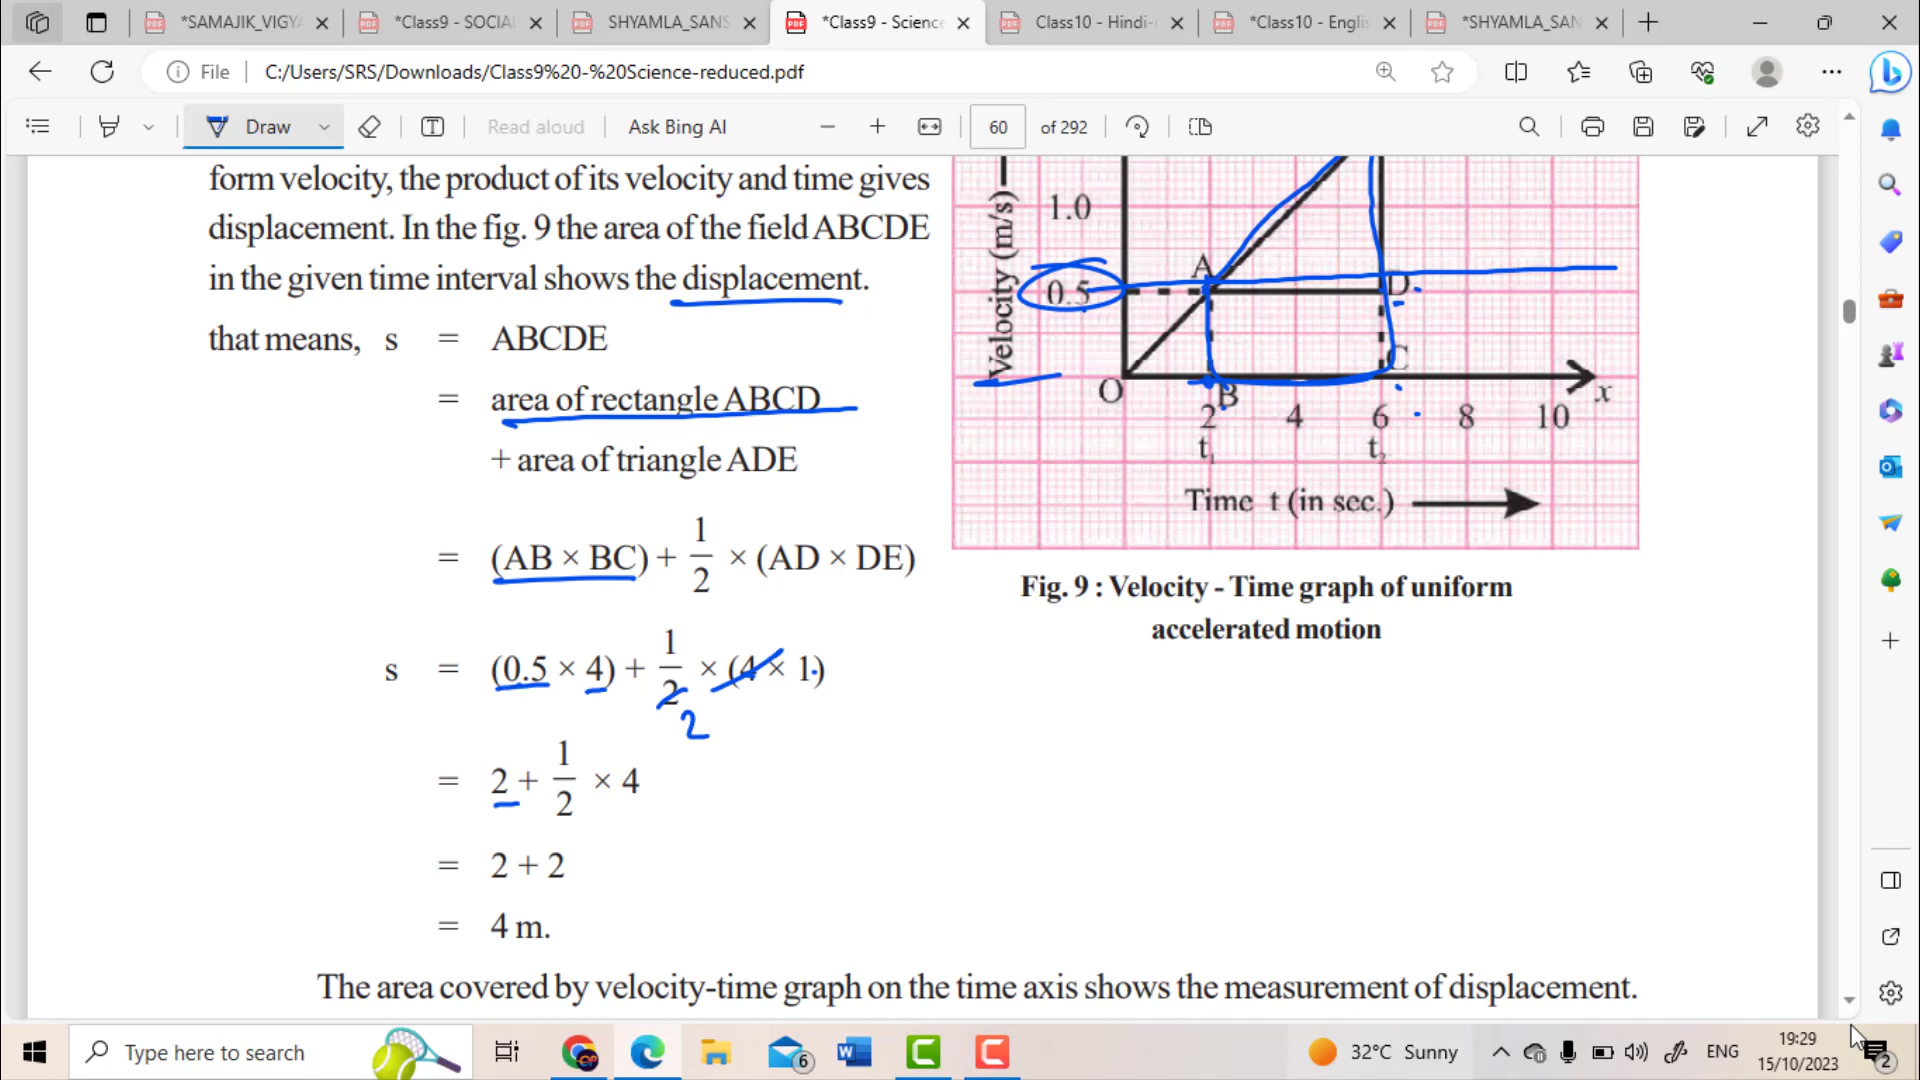 *SAMAJIK_VIGYA
*Class9 - SOCIA
SHYAMLA_SANS
*Class9 - Science
Class10 - Hindi-
*Class10 - Englis
*SHYAMLA_SAN
File
C:/Users/SRS/Downloads/Class9%20-%20Science-reduced.pdf
Draw
Read aloud
Ask Bing AI
60
of 292
form velocity, the product of its velocity and time gives
displacement. In the fig. 9 the area of the field ABCDE
in the given time interval shows the displacement.
that means, s = ABCDE
= area of rectangle ABCD
+ area of triangle ADE
= (AB × BC) + 1/2 × (AD × DE)
s = (0.5 × 4) + 1/2 × (4 × 1)
2
= 2 + 1/2 × 4
= 2 + 2
= 4 m.
The area covered by velocity-time graph on the time axis shows the measurement of displacement.
Velocity (m/s)
1.0
0.5
A
D
C
O
B
x
2 4 6 8 10
t1 t2
Time t (in sec.)
Fig. 9 : Velocity - Time graph of uniform
accelerated motion
Type here to search
6
32°C Sunny
ENG
19:29
15/10/2023
2